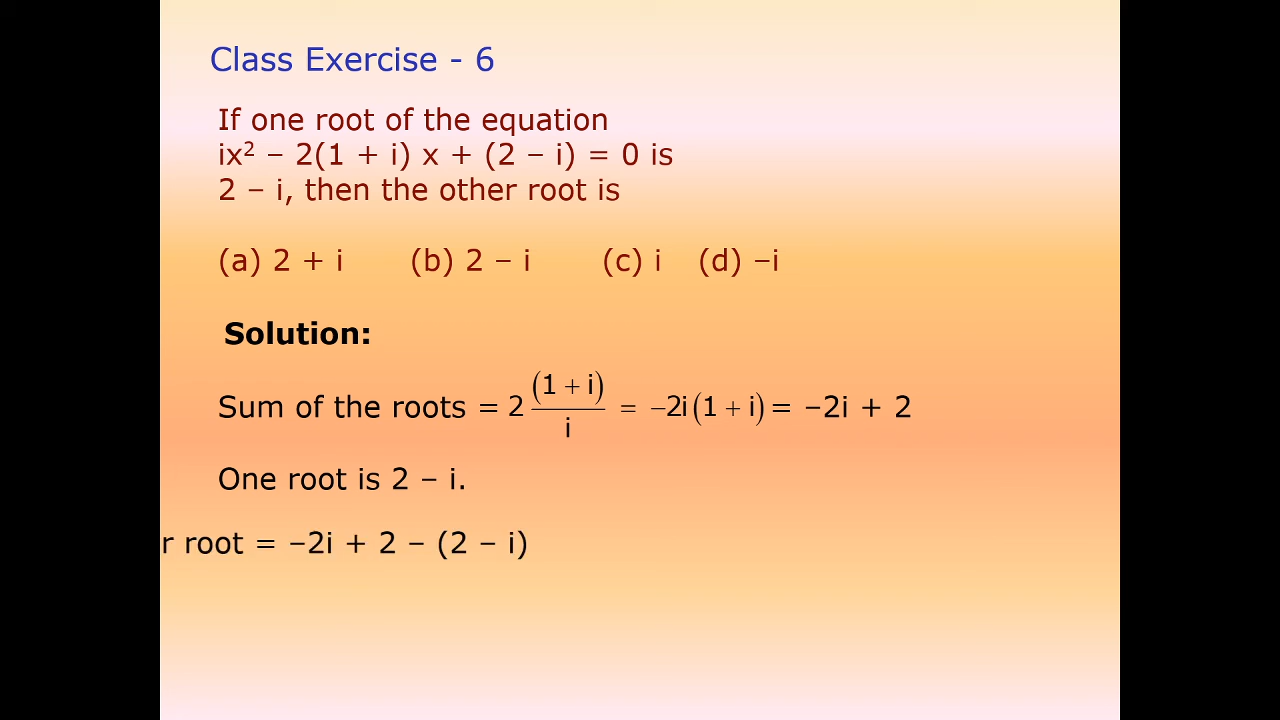 Class Exercise - 6
If one root of the equation
ix² – 2(1 + i) x + (2 – i) = 0 is
2 – i, then the other root is
(a) 2 + i (b) 2 – i (c) i (d) –i
Solution:
Sum of the roots = 2 (1 + i)/i = –2i(1 + i) = –2i + 2
One root is 2 – i.
r root = –2i + 2 – (2 – i)